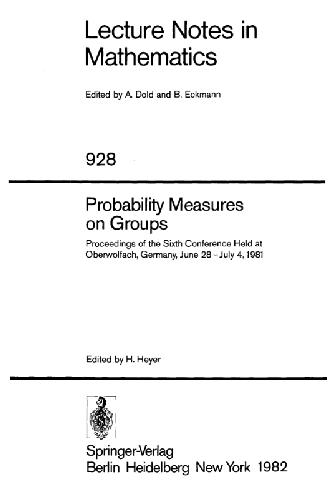 Lecture Notes in
Mathematics
Edited by A. Dold and B. Eckmann
928
Probability Measures
on Groups
Proceedings of the Sixth Conference Held at
Oberwolfach, Germany, June 28 – July 4, 1981
Edited by H. Heyer
Springer-Verlag
Berlin Heidelberg New York 1982